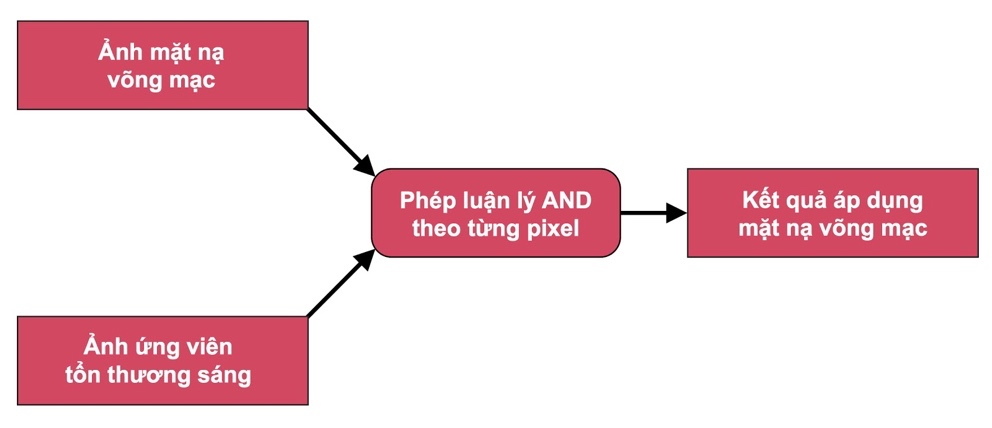 Ảnh mặt nạ
võng mạc
Phép luận lý AND
theo từng pixel
Kết quả áp dụng
mặt nạ võng mạc
Ảnh ứng viên
tổn thương sáng